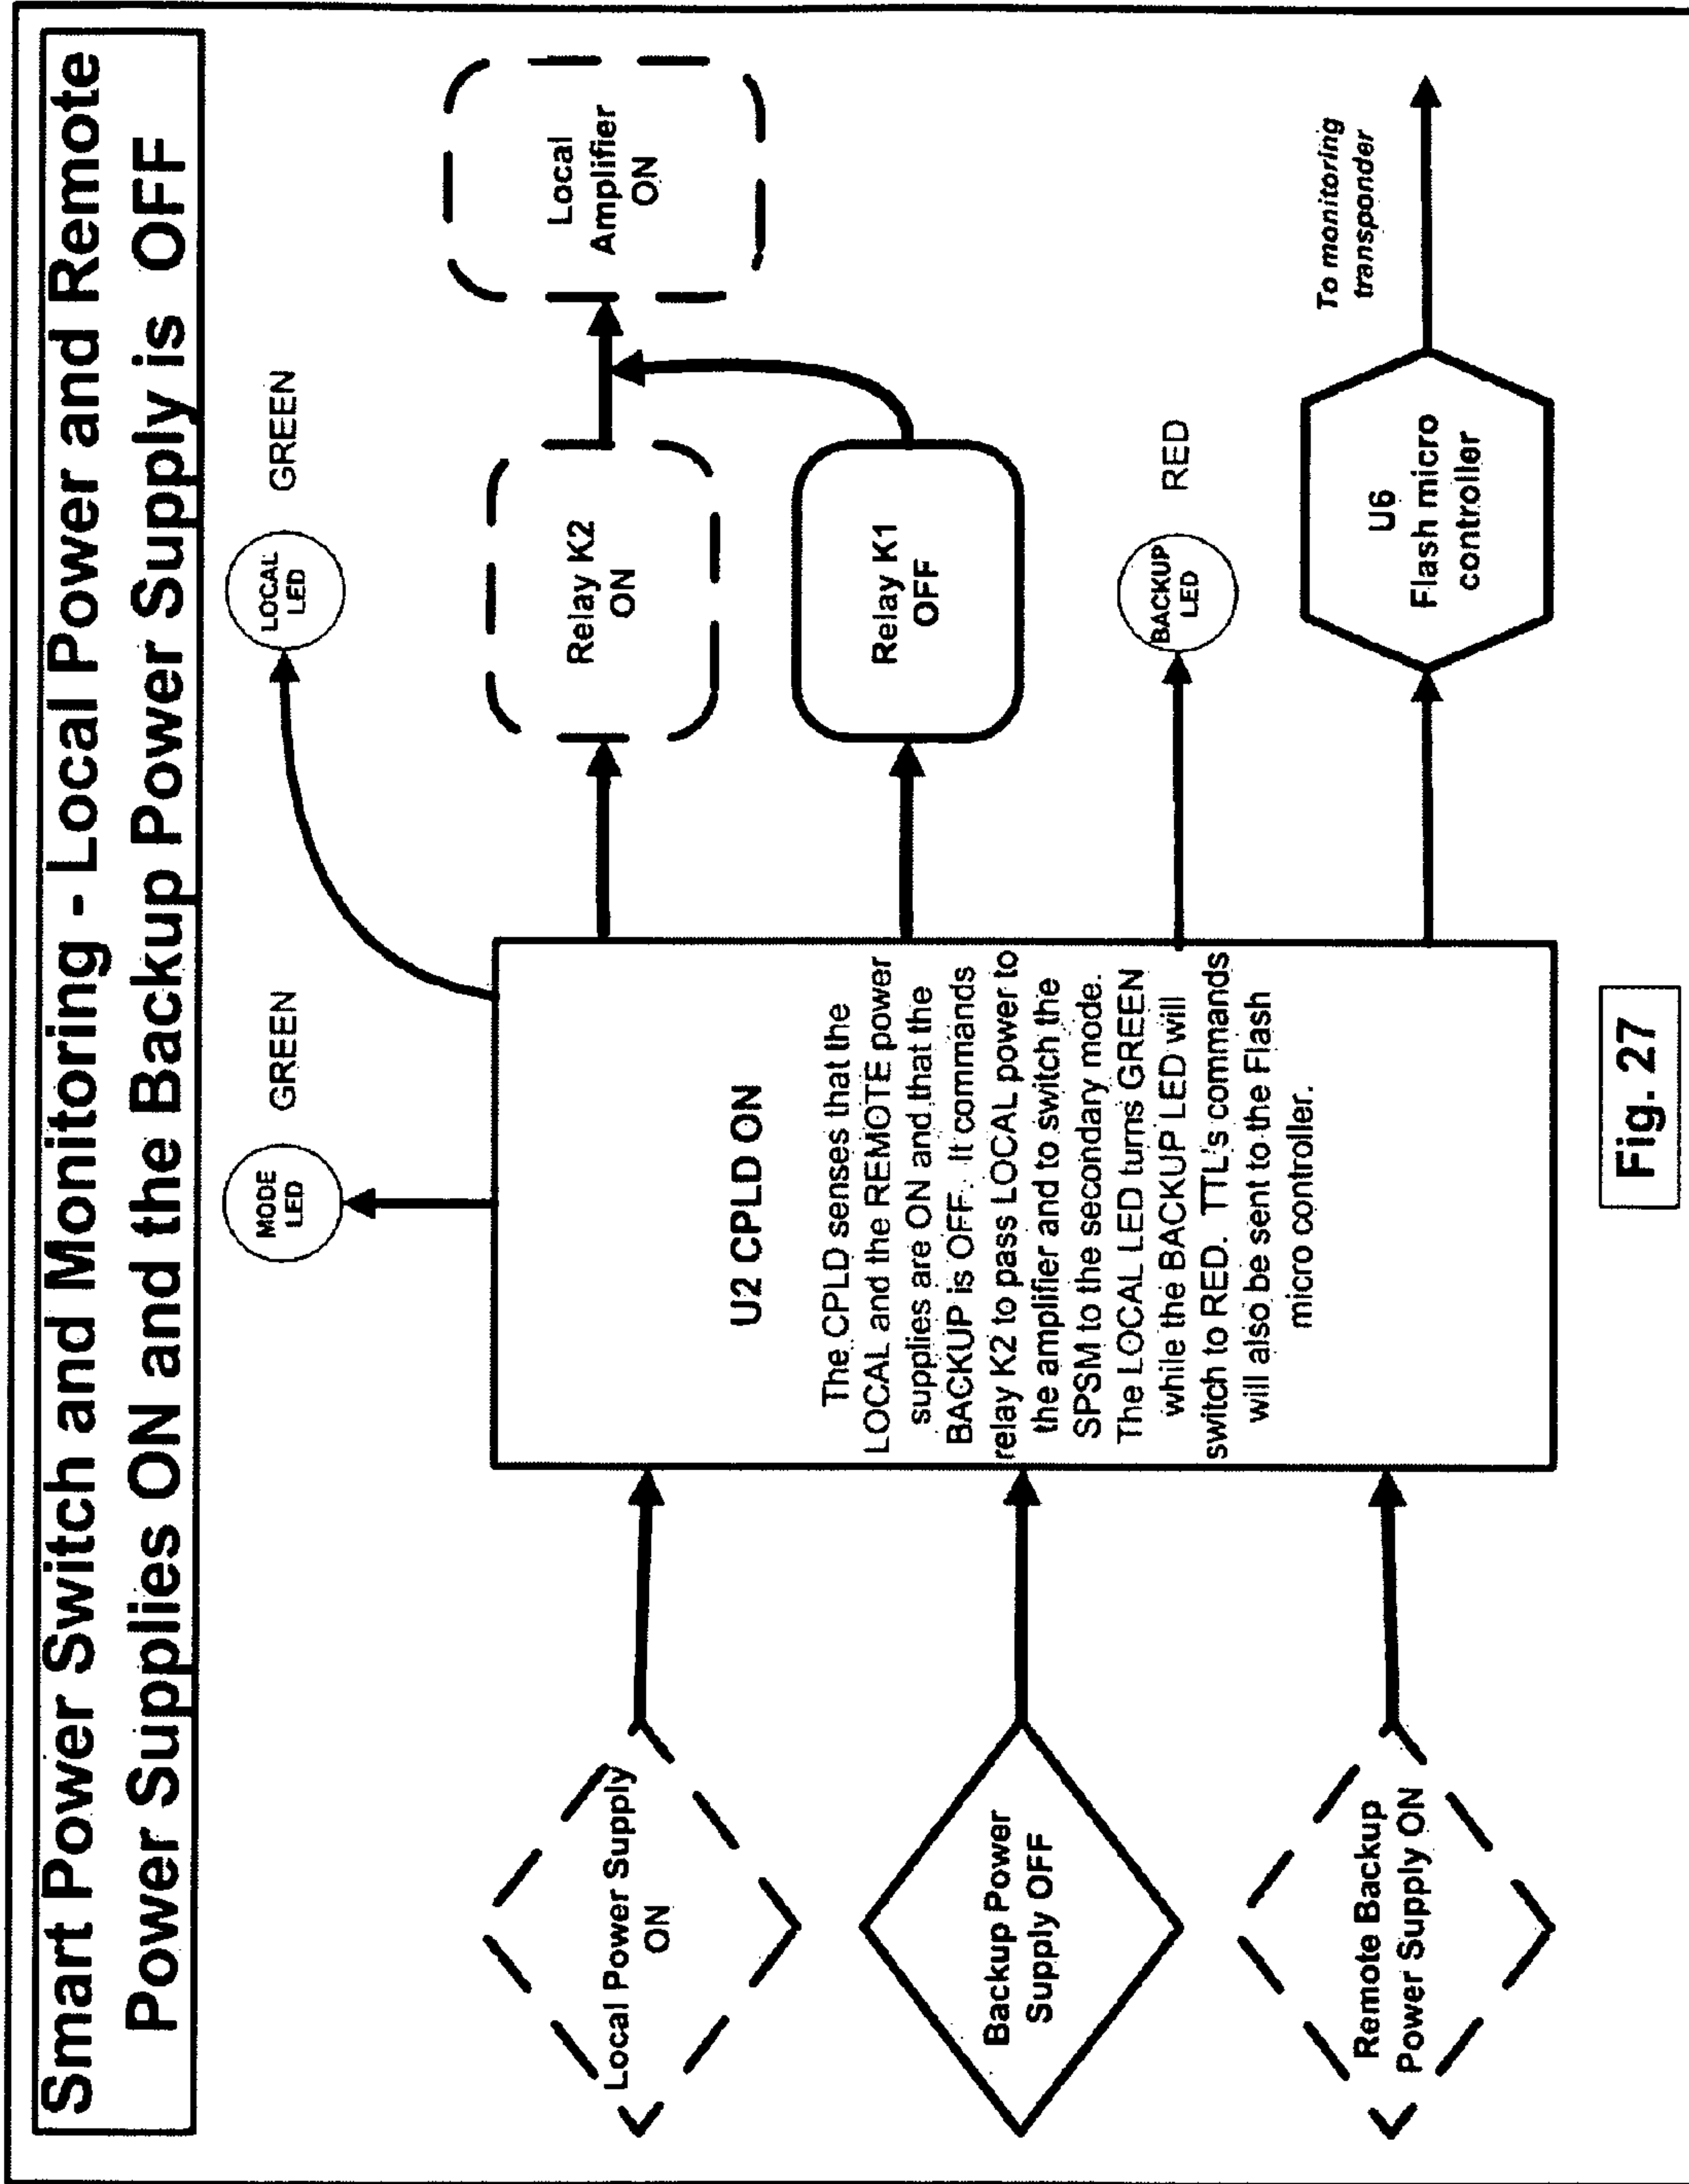 Smart Power Switch and Monitoring - Local Power and Remote
Power Supplies ON and the Backup Power Supply is OFF
MODE
LED
GREEN
LOCAL
LED
GREEN
Local Power Supply
ON
Backup Power
Supply OFF
Remote Backup
Power Supply ON
U2 CPLD ON
The CPLD senses that the
LOCAL and the REMOTE power
supplies are ON and that the
BACKUP is OFF. It commands
relay K2 to pass LOCAL power to
the amplifier and to switch the
SPSM to the secondary mode.
The LOCAL LED turns GREEN
while the BACKUP LED will
switch to RED. TTL's commands
will also be sent to the Flash
micro controller.
Relay K2
ON
Relay K1
OFF
Local
Amplifier
ON
BACKUP
LED
RED
U6
Flash micro
controller
To monitoring
transponder
Fig. 27